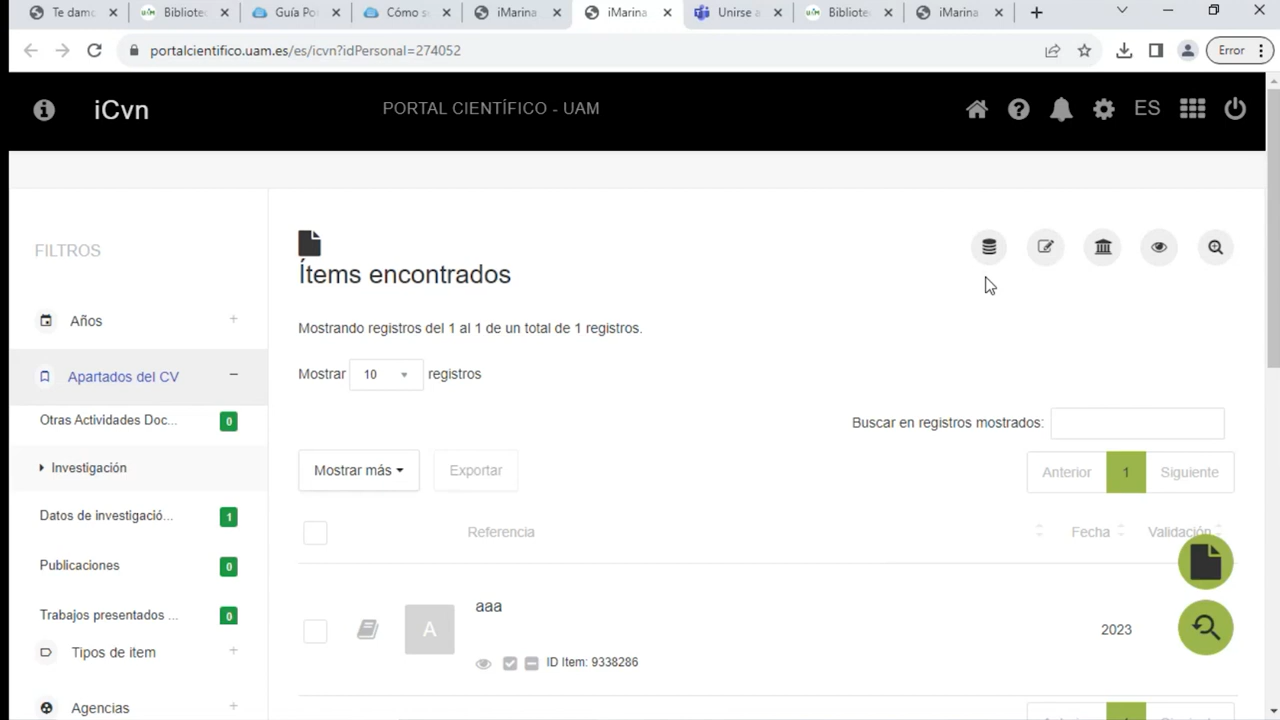 Te damo
Bibliote
Guía Po
Cómo s
iMarina
iMarina
Unirse a
Bibliote
iMarina
portalcientifico.uam.es/es/icvn?idPersonal=274052
Error
iCvn
PORTAL CIENTÍFICO - UAM
ES
FILTROS
Años
Apartados del CV
Otras Actividades Doc...
0
Investigación
Datos de investigació...
1
Publicaciones
0
Trabajos presentados ...
0
Tipos de item
Agencias
Ítems encontrados
Mostrando registros del 1 al 1 de un total de 1 registros.
Mostrar 10 registros
Buscar en registros mostrados:
Mostrar más
Exportar
Anterior 1 Siguiente
Referencia Fecha Validación
A
aaa
2023
ID Item: 9338286